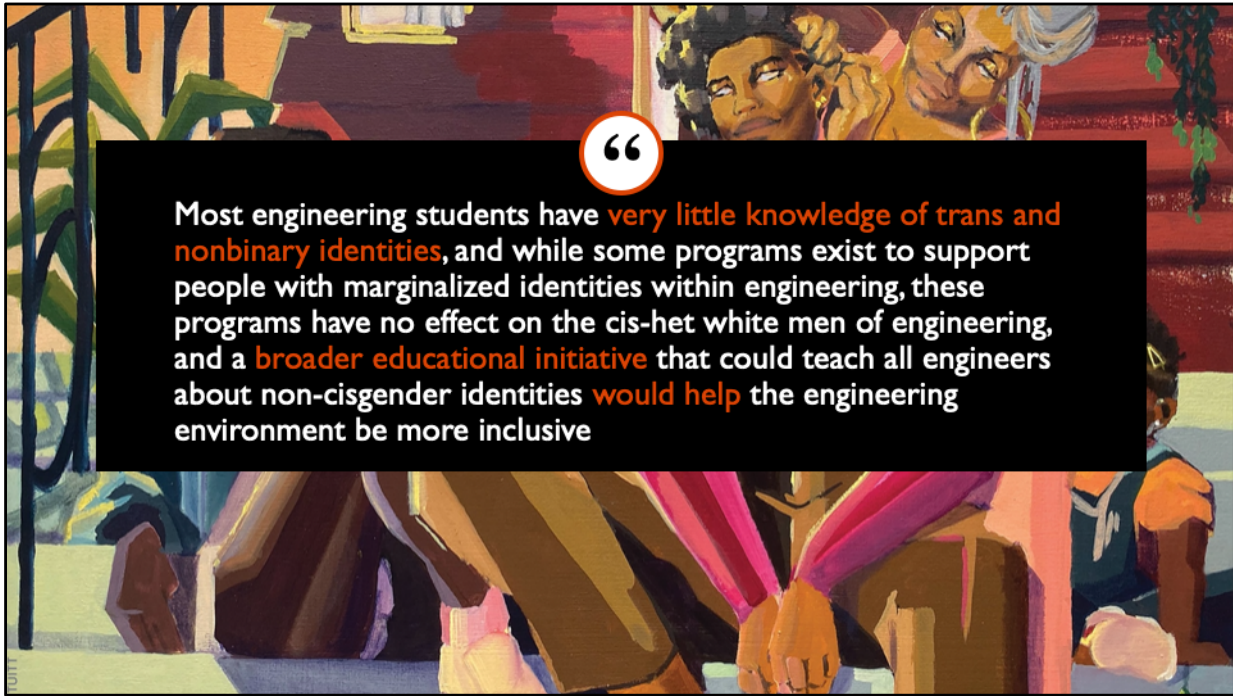 “
Most engineering students have very little knowledge of trans and
nonbinary identities, and while some programs exist to support
people with marginalized identities within engineering, these
programs have no effect on the cis-het white men of engineering,
and a broader educational initiative that could teach all engineers
about non-cisgender identities would help the engineering
environment be more inclusive